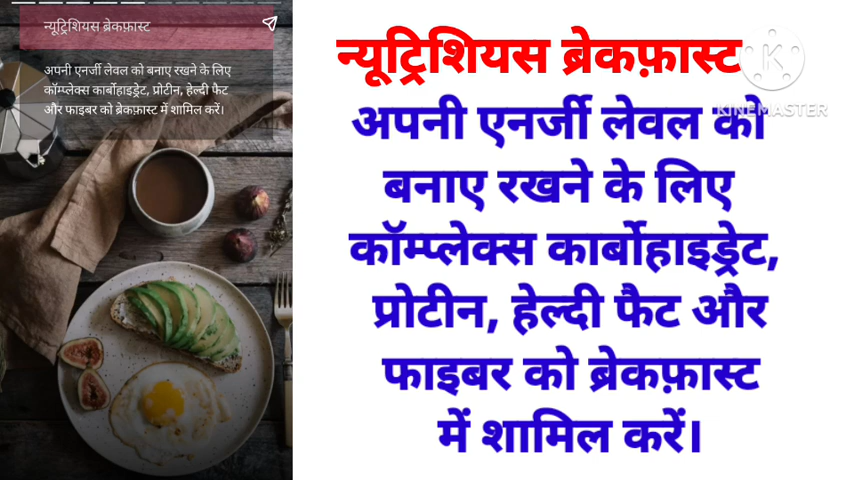 न्यूट्रिशियस ब्रेकफ़ास्ट
अपनी एनर्जी लेवल को बनाए रखने के लिए
कॉम्प्लेक्स कार्बोहाइड्रेट, प्रोटीन, हेल्दी फैट
और फाइबर को ब्रेकफ़ास्ट में शामिल करें।
न्यूट्रिशियस ब्रेकफ़ास्ट
K
KINEMASTER
अपनी एनर्जी लेवल को
बनाए रखने के लिए
कॉम्प्लेक्स कार्बोहाइड्रेट,
प्रोटीन, हेल्दी फैट और
फाइबर को ब्रेकफ़ास्ट
में शामिल करें।